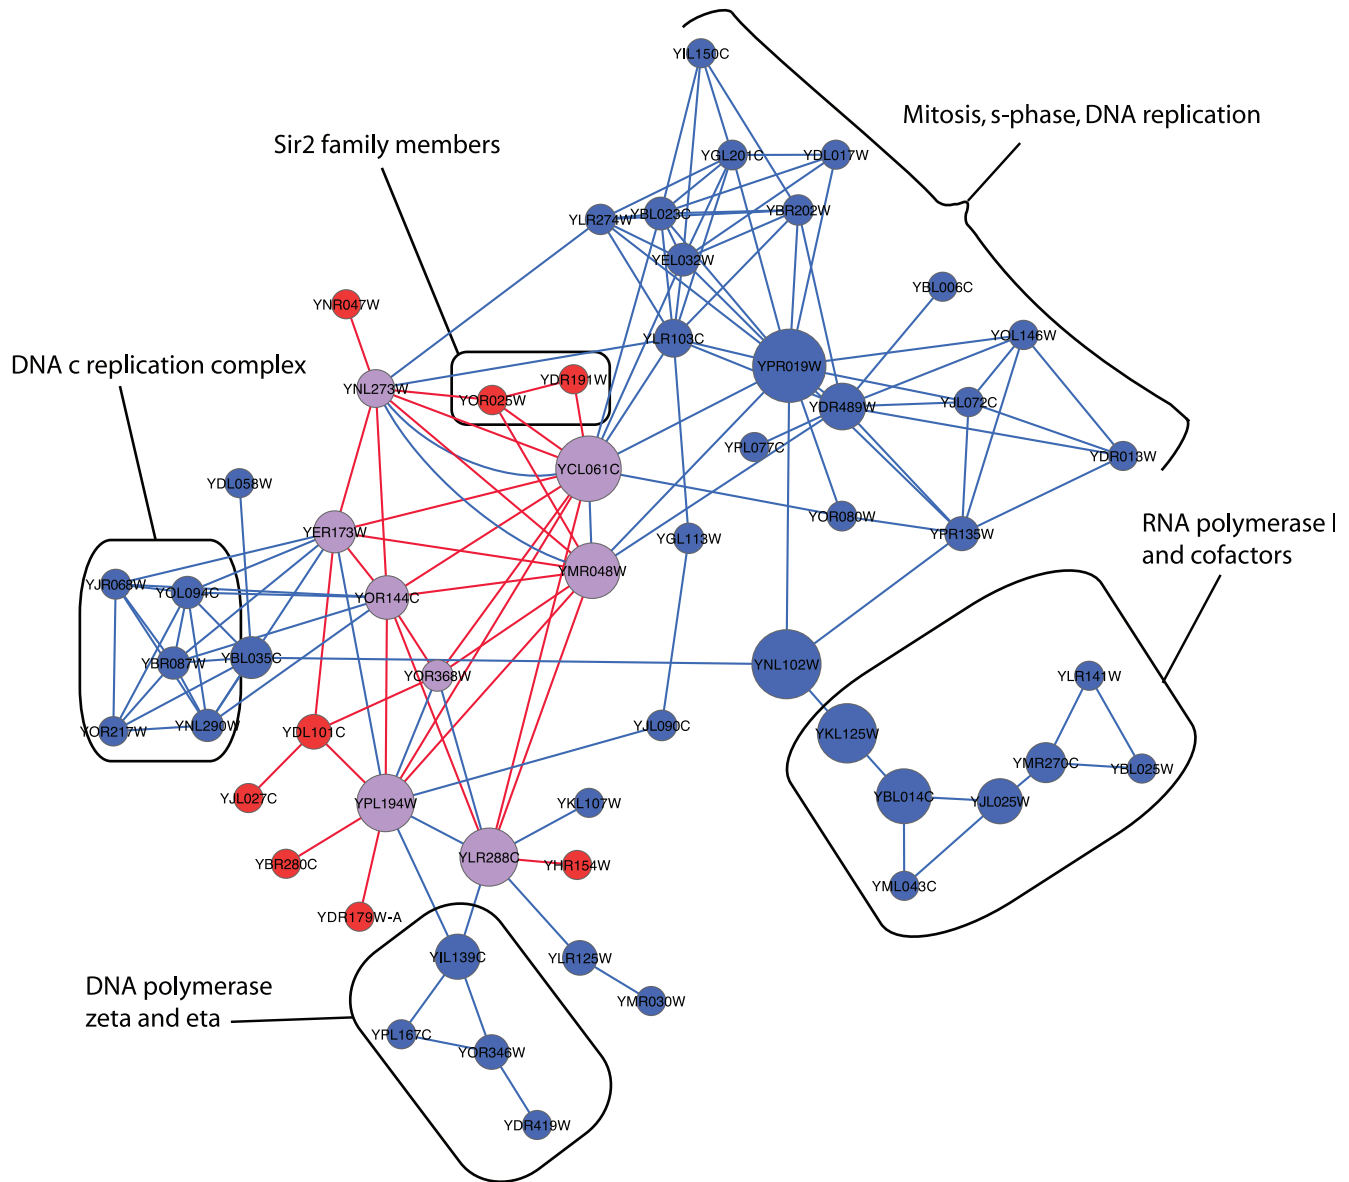 YIL150C
Mitosis, s-phase, DNA replication
Sir2 family members
YGL201C
YDL017W
YLR274W
YBL023C
YBR202W
YEL032W
YBL006C
YNR047W
YLR103C
YOL146W
DNA c replication complex
YPR019W
YDR191W
YNL273W
YOR025W
YDR489W
YJL072C
YPL077C
YDR013W
YCL061C
YDL058W
YOR080W
YPR135W
RNA polymerase I
and cofactors
YER173W
YGL113W
YMR048W
YJR068W
YOL094C
YOR144C
YBR087W
YBL035C
YNL102W
YOR368W
YLR141W
YOR217W
YNL290W
YDL101C
YJL090C
YKL125W
YMR270C
YBL025W
YJL027C
YPL194W
YKL107W
YBL014C
YJL025W
YBR280C
YLR288C
YHR154W
YML043C
YDR179W-A
YIL139C
YLR125W
DNA polymerase
zeta and eta
YMR030W
YPL167C
YOR346W
YDR419W